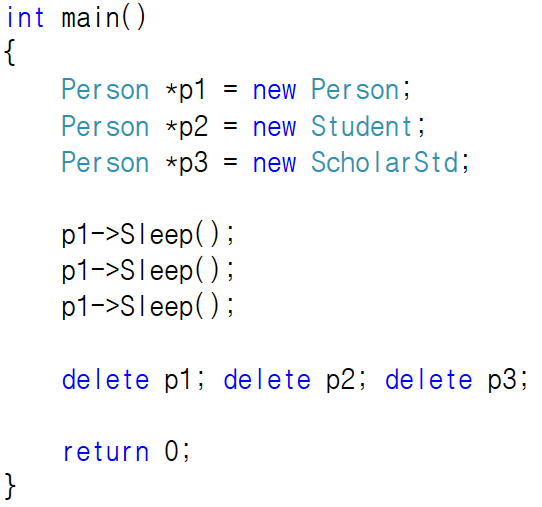 int main()
{
    Person *p1 = new Person;
    Person *p2 = new Student;
    Person *p3 = new ScholarStd;

    p1->Sleep();
    p1->Sleep();
    p1->Sleep();

    delete p1; delete p2; delete p3;

    return 0;
}